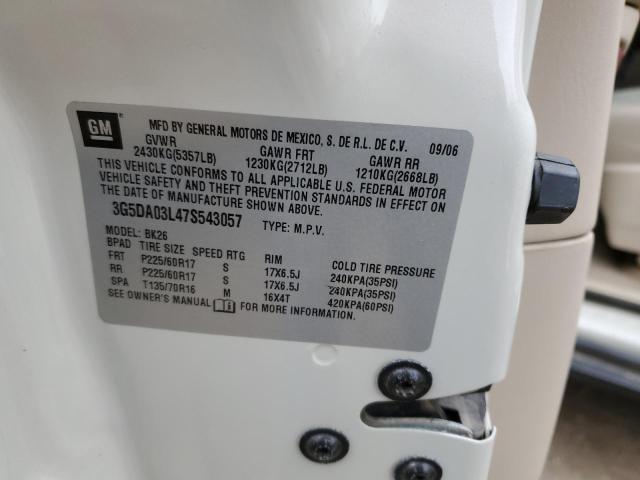 GM
MFD BY GENERAL MOTORS DE MEXICO, S. DE R.L. DE C.V. 09/06
GVWR GAWR FRT GAWR RR
2430KG(5357LB) 1230KG(2712LB) 1210KG(2668LB)
THIS VEHICLE CONFORMS TO ALL APPLICABLE U.S. FEDERAL MOTOR
VEHICLE SAFETY AND THEFT PREVENTION STANDARDS IN EFFECT ON
THE DATE OF MANUFACTURE SHOWN ABOVE.
3G5DA03L47S543057 TYPE: M.P.V.
MODEL: BK26
BPAD TIRE SIZE SPEED RTG RIM COLD TIRE PRESSURE
FRT P225/60R17 S 17X6.5J 240KPA(35PSI)
RR P225/60R17 S 17X6.5J 240KPA(35PSI)
SPA T135/70R16 M 16X4T 420KPA(60PSI)
SEE OWNER'S MANUAL FOR MORE INFORMATION.